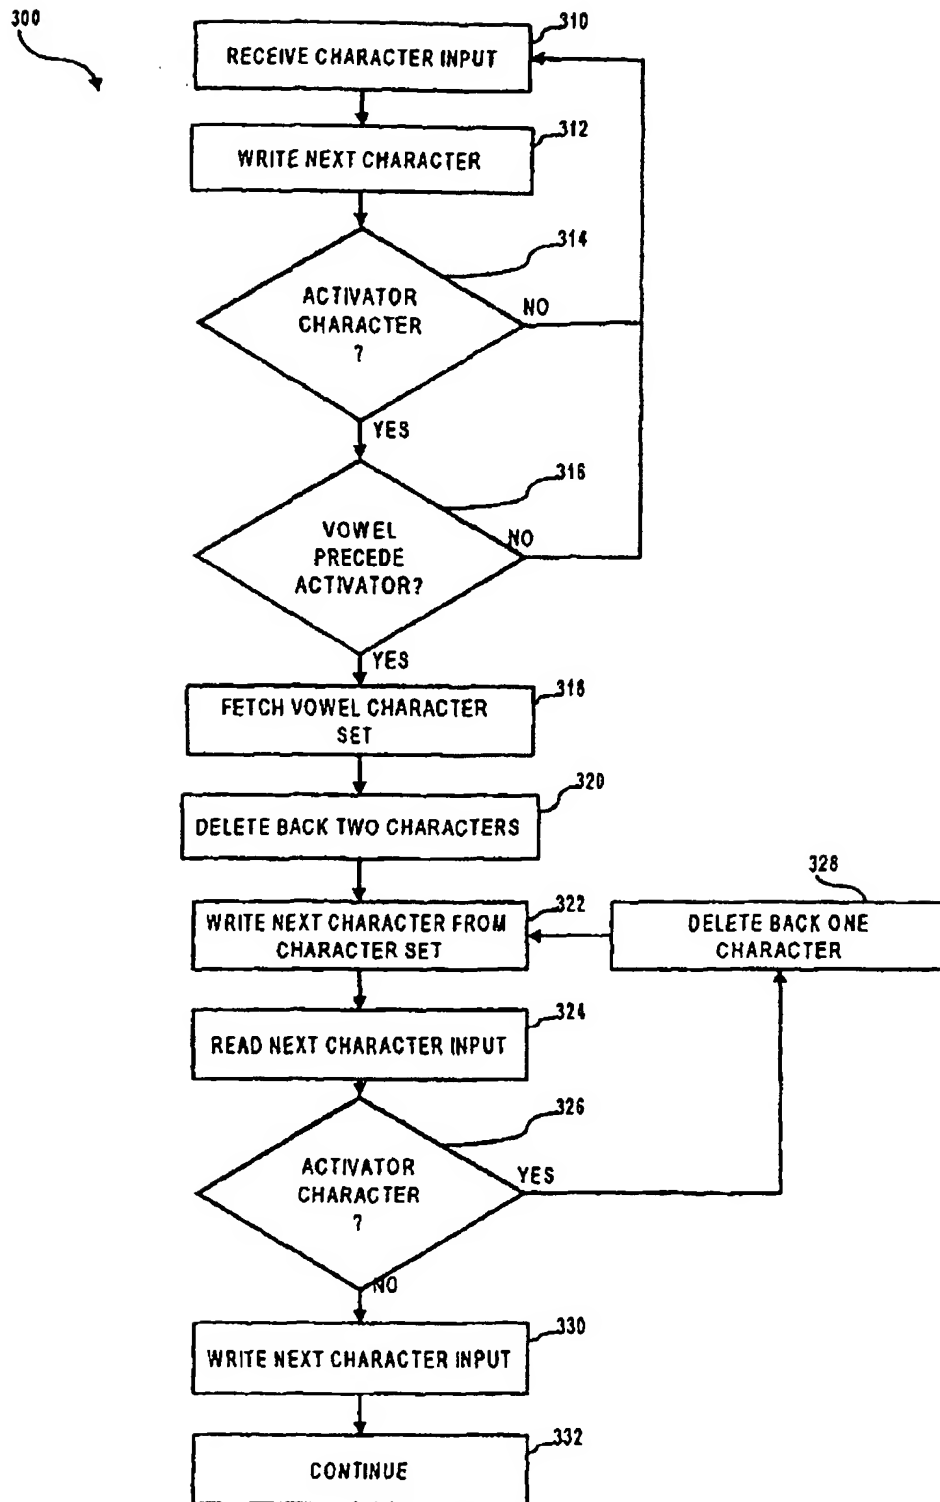 300
310
RECEIVE CHARACTER INPUT
312
WRITE NEXT CHARACTER
314
ACTIVATOR
CHARACTER
?
NO
YES
316
VOWEL
PRECEDE
ACTIVATOR?
NO
YES
318
FETCH VOWEL CHARACTER
SET
320
DELETE BACK TWO CHARACTERS
322
WRITE NEXT CHARACTER FROM
CHARACTER SET
328
DELETE BACK ONE
CHARACTER
324
READ NEXT CHARACTER INPUT
326
ACTIVATOR
CHARACTER
?
YES
NO
330
WRITE NEXT CHARACTER INPUT
332
CONTINUE